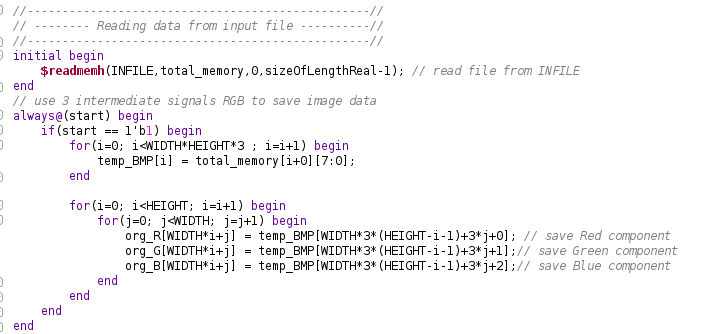 //-------------------------------------------------//
// -------- Reading data from input file ----------//
//-------------------------------------------------//
initial begin
    $readmemh(INFILE,total_memory,0,sizeOfLengthReal-1); // read file from INFILE
end
// use 3 intermediate signals RGB to save image data
always@(start) begin
    if(start == 1'b1) begin
        for(i=0; i<WIDTH*HEIGHT*3 ; i=i+1) begin
            temp_BMP[i] = total_memory[i+0][7:0];
        end

        for(i=0; i<HEIGHT; i=i+1) begin
            for(j=0; j<WIDTH; j=j+1) begin
                org_R[WIDTH*i+j] = temp_BMP[WIDTH*3*(HEIGHT-i-1)+3*j+0]; // save Red component
                org_G[WIDTH*i+j] = temp_BMP[WIDTH*3*(HEIGHT-i-1)+3*j+1];// save Green component
                org_B[WIDTH*i+j] = temp_BMP[WIDTH*3*(HEIGHT-i-1)+3*j+2];// save Blue component
            end
        end
    end
end